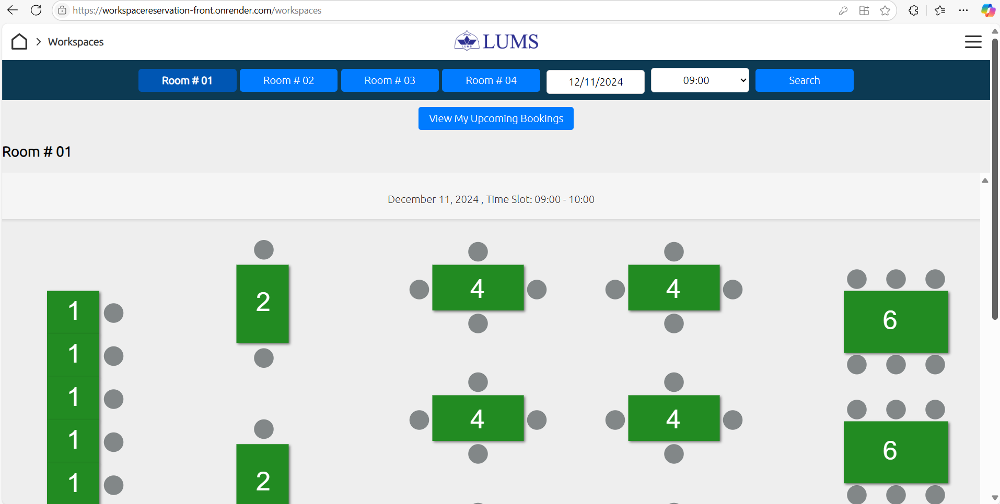 https://workspacereservation-front.onrender.com/workspaces
Workspaces
LUMS
LUMS
Room # 01
Room # 02
Room # 03
Room # 04
12/11/2024
09:00
Search
View My Upcoming Bookings
Room # 01
December 11, 2024 , Time Slot: 09:00 - 10:00
1
1
1
1
1
2
2
4
4
4
4
6
6